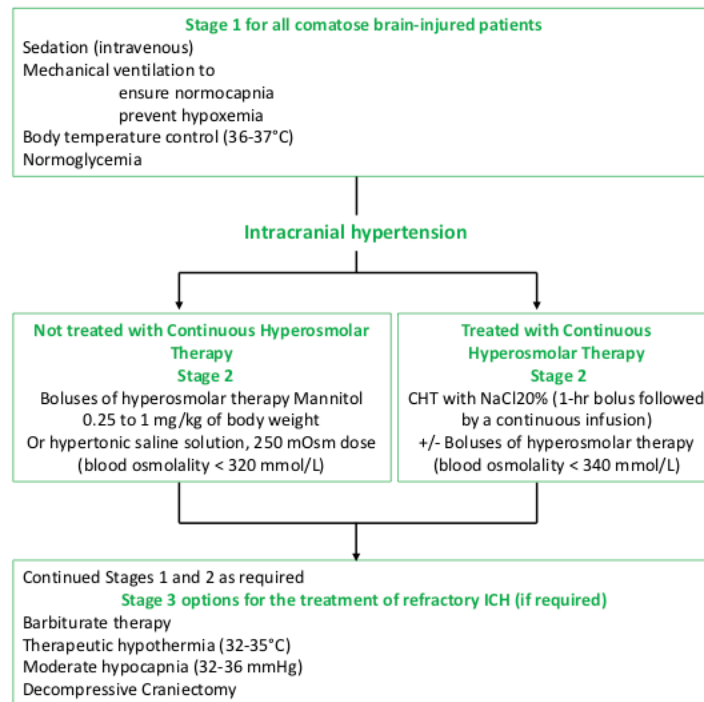 Stage 1 for all comatose brain-injured patients
Sedation (intravenous)
Mechanical ventilation to
ensure normocapnia
prevent hypoxemia
Body temperature control (36-37°C)
Normoglycemia
Intracranial hypertension
Not treated with Continuous Hyperosmolar
Therapy
Stage 2
Boluses of hyperosmolar therapy Mannitol
0.25 to 1 mg/kg of body weight
Or hypertonic saline solution, 250 mOsm dose
(blood osmolality < 320 mmol/L)
Treated with Continuous
Hyperosmolar Therapy
Stage 2
CHT with NaCl20% (1-hr bolus followed
by a continuous infusion)
+/- Boluses of hyperosmolar therapy
(blood osmolality < 340 mmol/L)
Continued Stages 1 and 2 as required
Stage 3 options for the treatment of refractory ICH (if required)
Barbiturate therapy
Therapeutic hypothermia (32-35°C)
Moderate hypocapnia (32-36 mmHg)
Decompressive Craniectomy